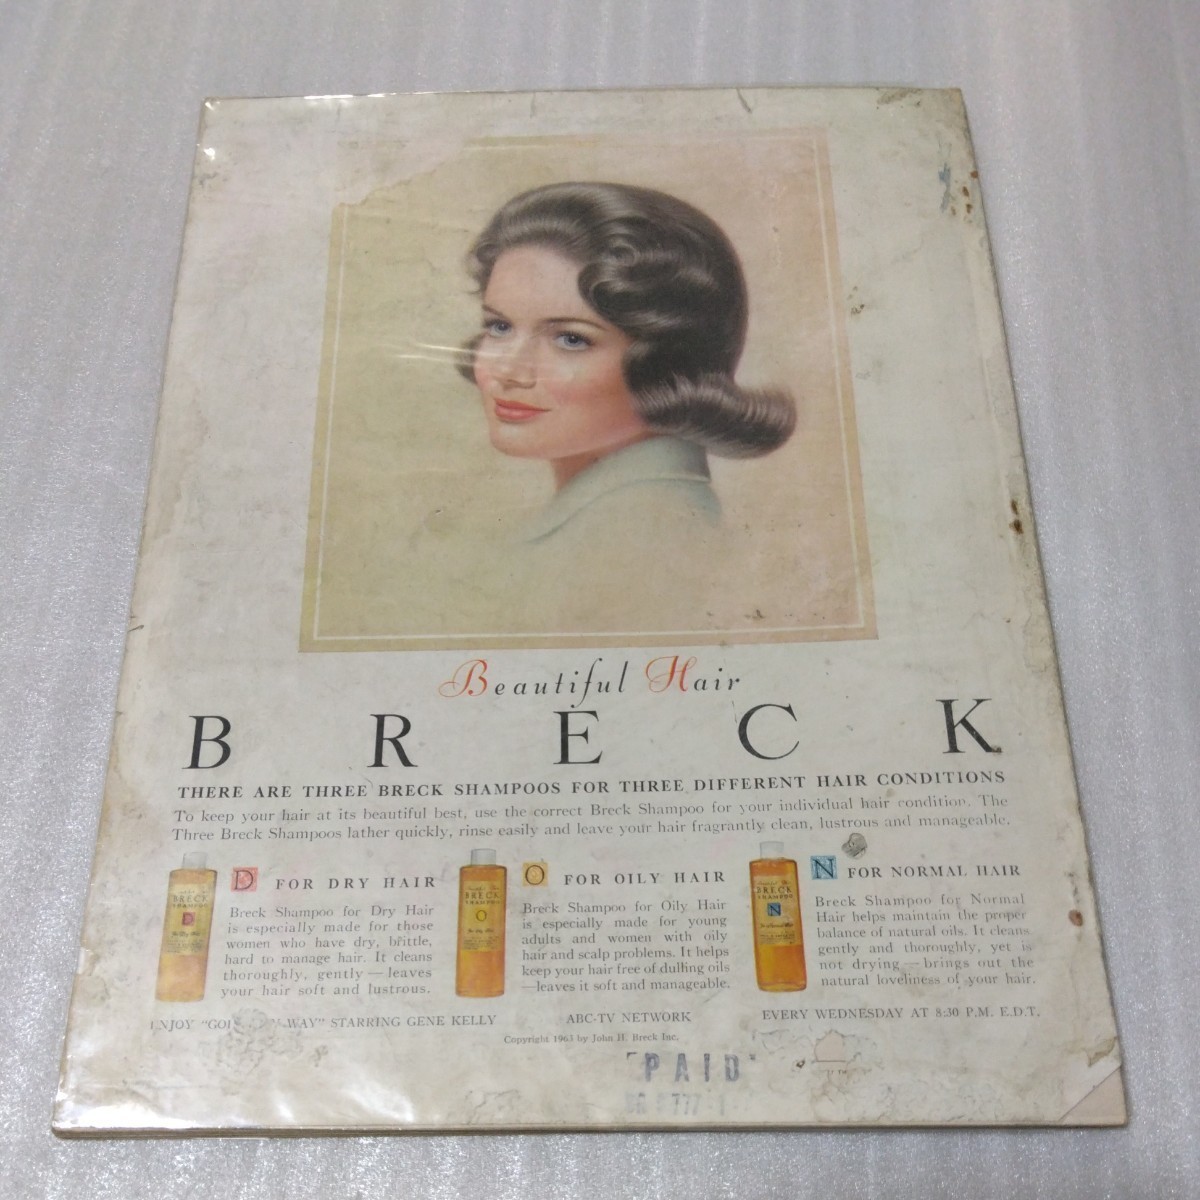 Beautiful Hair
B R E C K
THERE ARE THREE BRECK SHAMPOOS FOR THREE DIFFERENT HAIR CONDITIONS
To keep your hair at its beautiful best, use the correct Breck Shampoo for your individual hair condition. The
Three Breck Shampoos lather quickly, rinse easily and leave your hair fragrantly clean, lustrous and manageable.
D FOR DRY HAIR
Breck Shampoo for Dry Hair
is especially made for those
women who have dry, brittle,
hard to manage hair. It cleans
thoroughly, gently — leaves
your hair soft and lustrous.
BRECK
SHAMPOO
D
O FOR OILY HAIR
Breck Shampoo for Oily Hair
is especially made for young
adults and women with oily
hair and scalp problems. It helps
keep your hair free of dulling oils
—leaves it soft and manageable.
BRECK
SHAMPOO
O
N FOR NORMAL HAIR
Breck Shampoo for Normal
Hair helps maintain the proper
balance of natural oils. It cleans
gently and thoroughly, yet is
not drying — brings out the
natural loveliness of your hair.
BRECK
SHAMPOO
N
ENJOY "GOI WAY" STARRING GENE KELLY ABC-TV NETWORK EVERY WEDNESDAY AT 8:30 P.M. E.D.T.
Copyright 1963 by John H. Breck Inc.
"PAID"